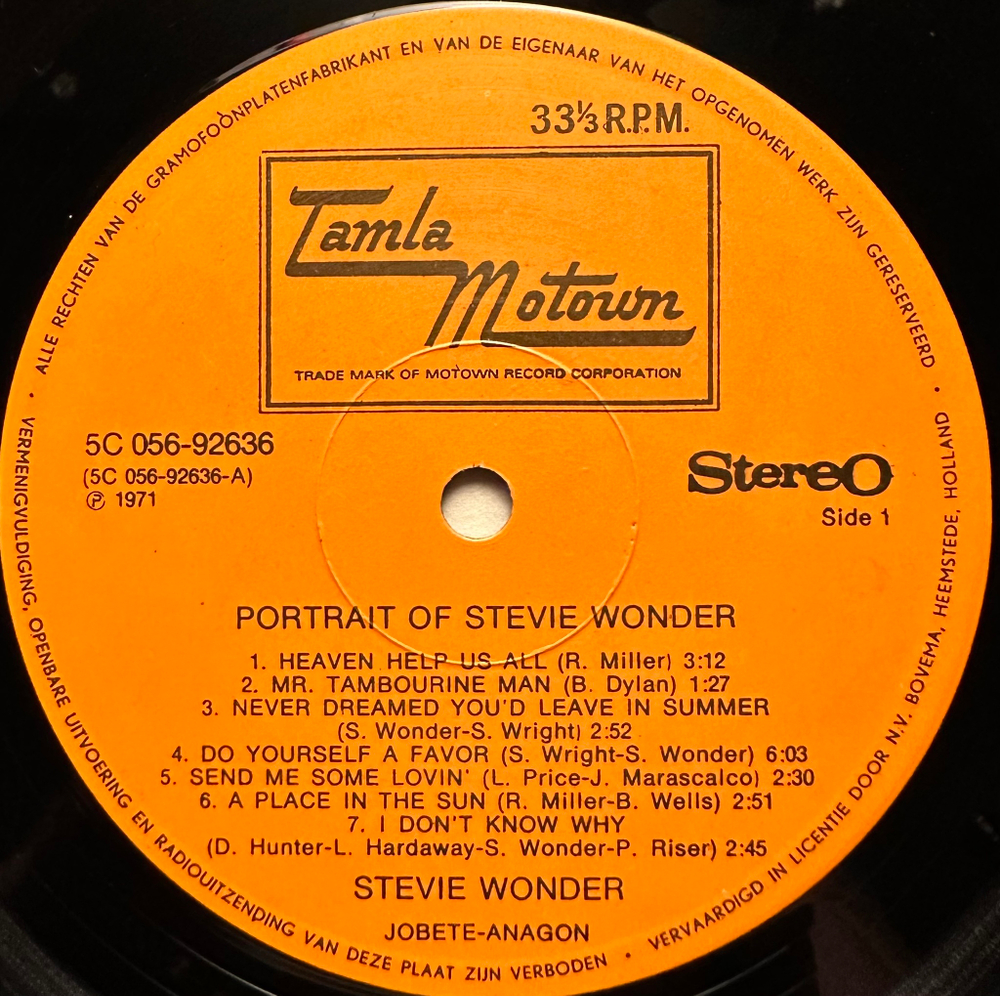 ALLE RECHTEN VAN DE GRAMOFOONPLATENFABRIKANT EN VAN DE EIGENAAR VAN HET OPGENOMEN WERK ZIJN GERESERVEERD •
33⅓ R.P.M.
Tamla
Motown
TRADE MARK OF MOTOWN RECORD CORPORATION
5C 056-92636
(5C 056-92636-A)
℗ 1971
Stereo
Side 1
PORTRAIT OF STEVIE WONDER
1. HEAVEN HELP US ALL (R. Miller) 3:12
2. MR. TAMBOURINE MAN (B. Dylan) 1:27
3. NEVER DREAMED YOU'D LEAVE IN SUMMER
(S. Wonder-S. Wright) 2:52
4. DO YOURSELF A FAVOR (S. Wright-S. Wonder) 6:03
5. SEND ME SOME LOVIN' (L. Price-J. Marascalco) 2:30
6. A PLACE IN THE SUN (R. Miller-B. Wells) 2:51
7. I DON'T KNOW WHY
(D. Hunter-L. Hardaway-S. Wonder-P. Riser) 2:45
STEVIE WONDER
JOBETE-ANAGON
• VERMENIGVULDIGING, OPENBARE UITVOERING EN RADIOUITZENDING VAN DEZE PLAAT ZIJN VERBODEN •
VERVAARDIGD IN LICENTIE DOOR N.V. BOVEMA, HEEMSTEDE, HOLLAND